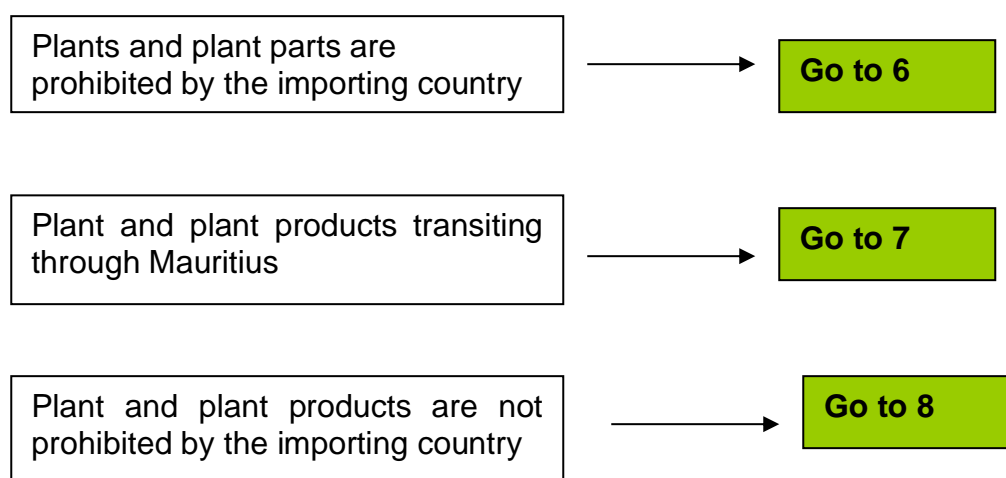 Plants and plant parts are
prohibited by the importing country
Go to 6
Plant and plant products transiting
through Mauritius
Go to 7
Plant and plant products are not
prohibited by the importing country
Go to 8